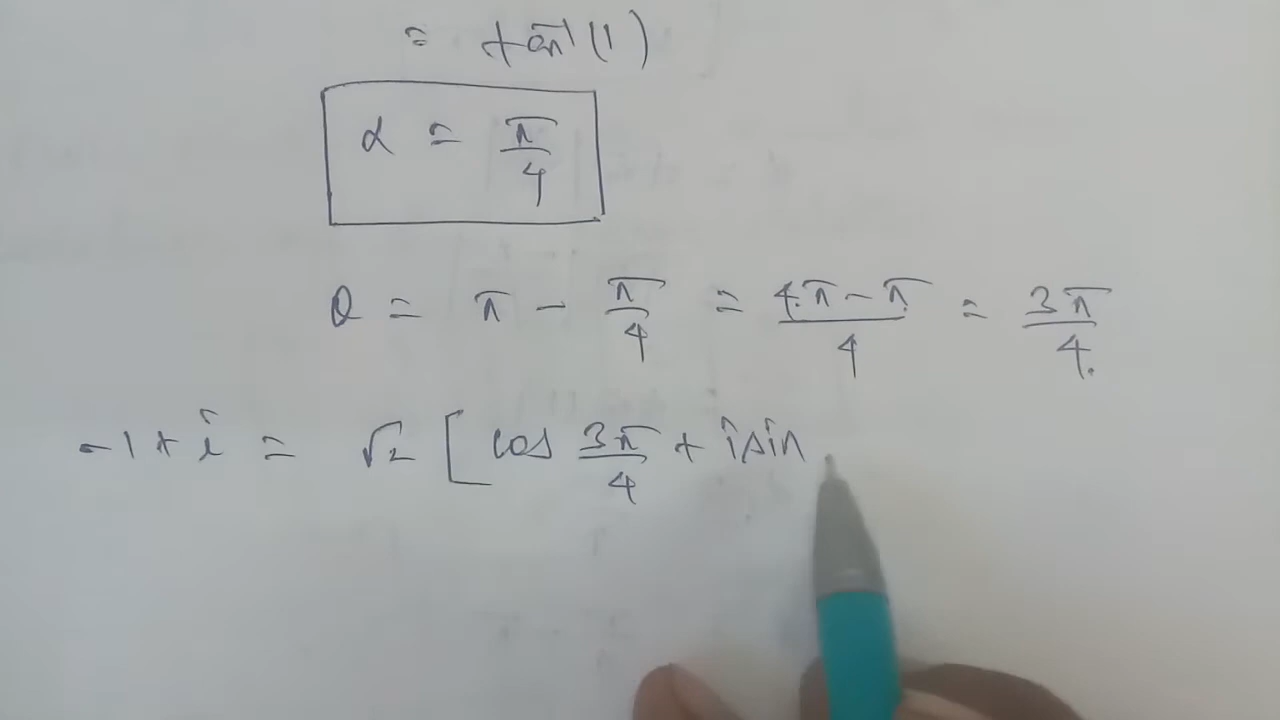 = tan⁻¹(1)
α = π/4
θ = π - π/4 = 4π - π/4 = 3π/4.
-1 + i = √2 [ cos 3π/4 + i sin